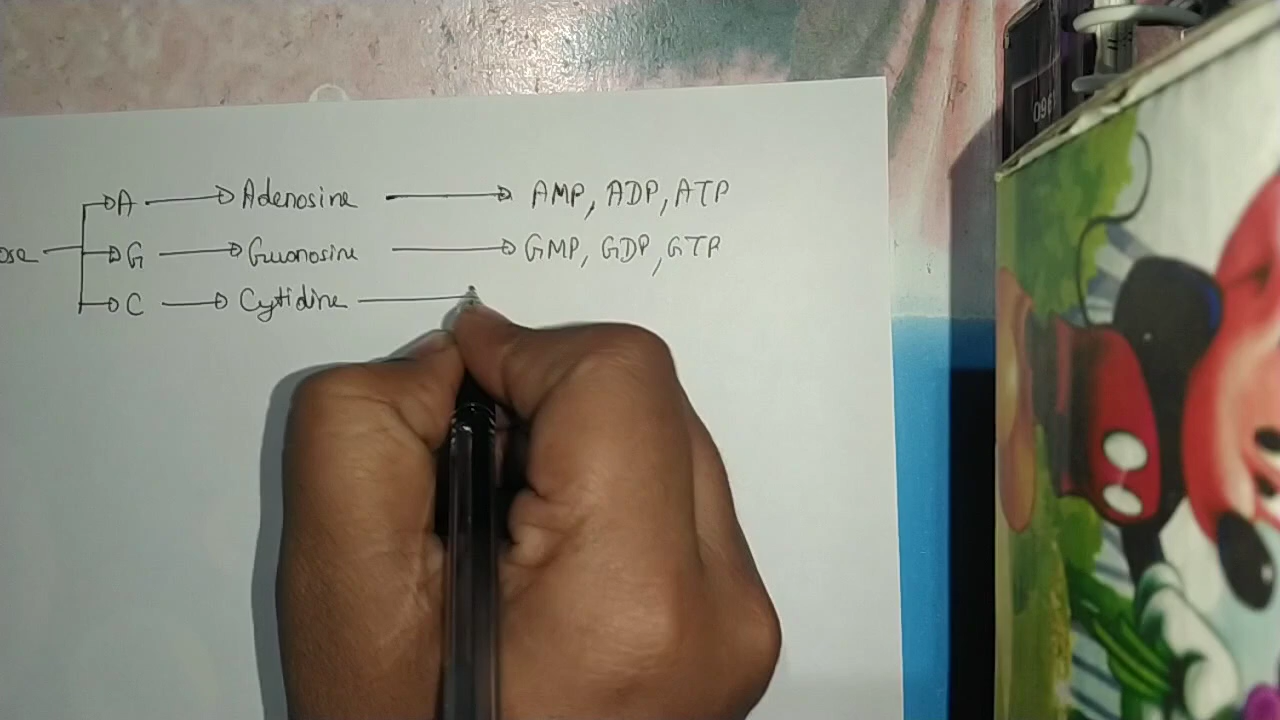 A → Adenosine → AMP, ADP, ATP
ose G → Guanosine → GMP, GDP, GTP
C → Cytidine